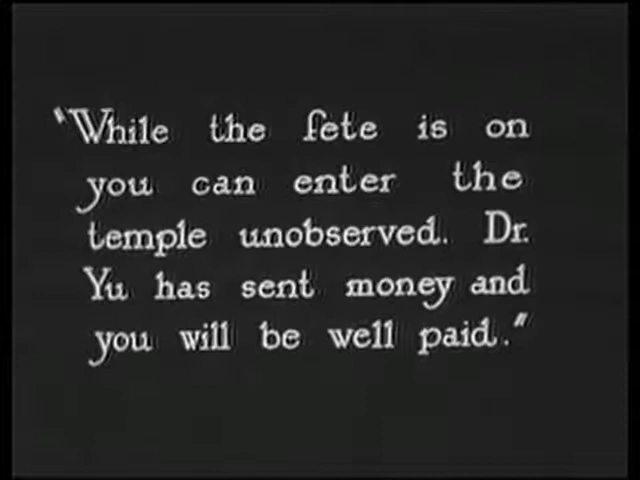 "While the fete is on
you can enter the
temple unobserved. Dr.
Yu has sent money and
you will be well paid."